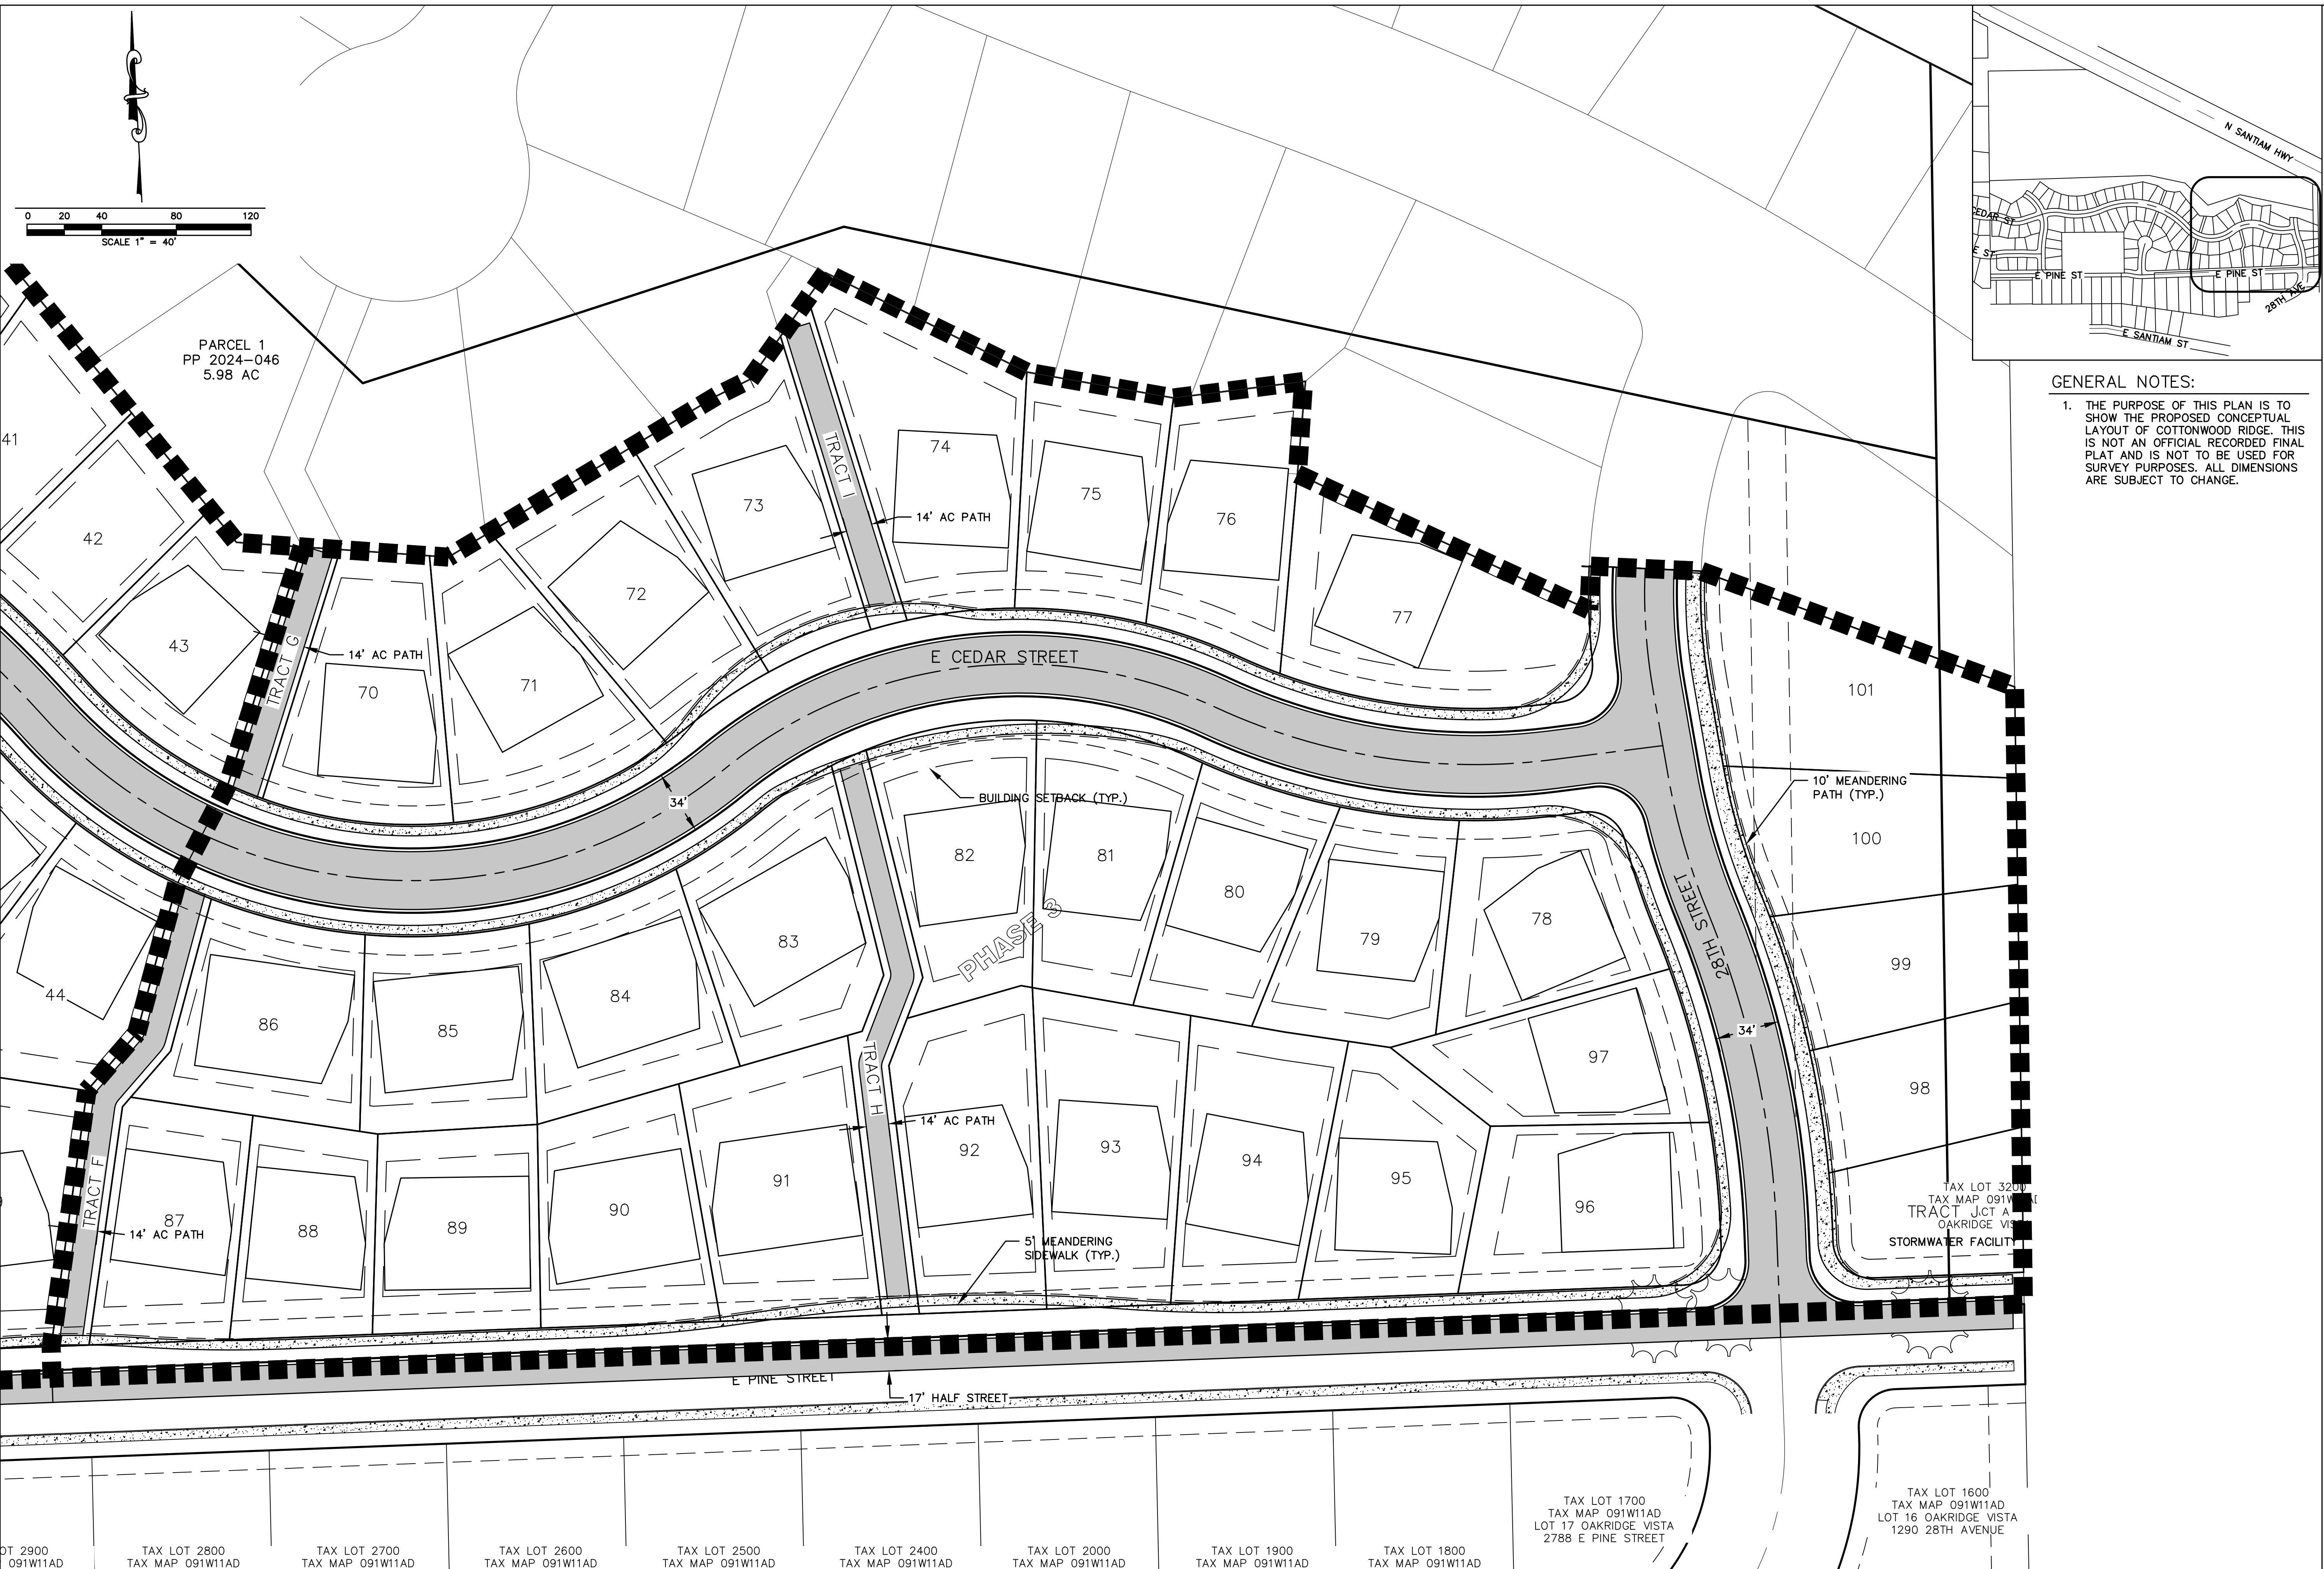 0 20 40 80 120
SCALE 1" = 40'
PARCEL 1
PP 2024-046
5.98 AC
N SANTIAM HWY
CEDAR ST
E ST
E PINE ST
E PINE ST
28TH AVE
E SANTIAM ST
GENERAL NOTES:
1. THE PURPOSE OF THIS PLAN IS TO
SHOW THE PROPOSED CONCEPTUAL
LAYOUT OF COTTONWOOD RIDGE. THIS
IS NOT AN OFFICIAL RECORDED FINAL
PLAT AND IS NOT TO BE USED FOR
SURVEY PURPOSES. ALL DIMENSIONS
ARE SUBJECT TO CHANGE.
41
42
43
44
TRACT G
14' AC PATH
70
71
72
73
TRACT I
14' AC PATH
74
75
76
77
E CEDAR STREET
34'
BUILDING SETBACK (TYP.)
101
10' MEANDERING
PATH (TYP.)
100
99
98
28TH STREET
34'
86
85
84
83
82
81
80
79
78
PHASE 3
97
TRACT F
14' AC PATH
87
88
89
90
91
TRACT H
14' AC PATH
92
93
94
95
96
5' MEANDERING
SIDEWALK (TYP.)
TAX LOT 3200
TAX MAP 091W
TRACT J
CT A
OAKRIDGE VIS
STORMWATER FACILITY
E PINE STREET
17' HALF STREET
OT 2900
091W11AD
TAX LOT 2800
TAX MAP 091W11AD
TAX LOT 2700
TAX MAP 091W11AD
TAX LOT 2600
TAX MAP 091W11AD
TAX LOT 2500
TAX MAP 091W11AD
TAX LOT 2400
TAX MAP 091W11AD
TAX LOT 2000
TAX MAP 091W11AD
TAX LOT 1900
TAX MAP 091W11AD
TAX LOT 1800
TAX MAP 091W11AD
TAX LOT 1700
TAX MAP 091W11AD
LOT 17 OAKRIDGE VISTA
2788 E PINE STREET
TAX LOT 1600
TAX MAP 091W11AD
LOT 16 OAKRIDGE VISTA
1290 28TH AVENUE